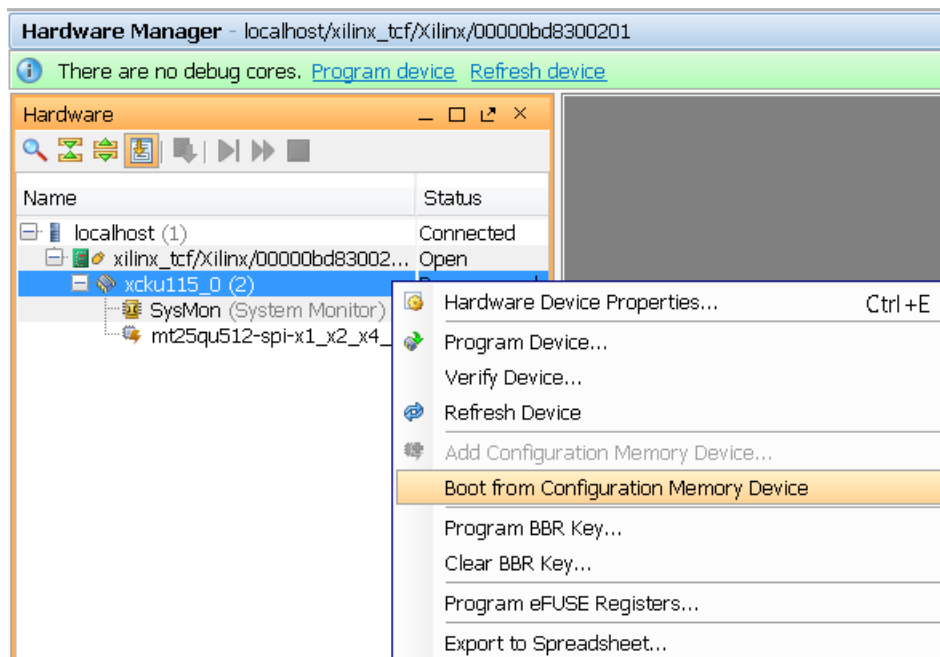 Hardware Manager - localhost/xilinx_tcf/Xilinx/00000bd8300201
There are no debug cores. Program device Refresh device
Hardware
Name Status
localhost (1) Connected
xilinx_tcf/Xilinx/00000bd83002... Open
xcku115_0 (2)
SysMon (System Monitor)
mt25qu512-spi-x1_x2_x4_
Hardware Device Properties... Ctrl+E
Program Device...
Verify Device...
Refresh Device
Add Configuration Memory Device...
Boot from Configuration Memory Device
Program BBR Key...
Clear BBR Key...
Program eFUSE Registers...
Export to Spreadsheet...